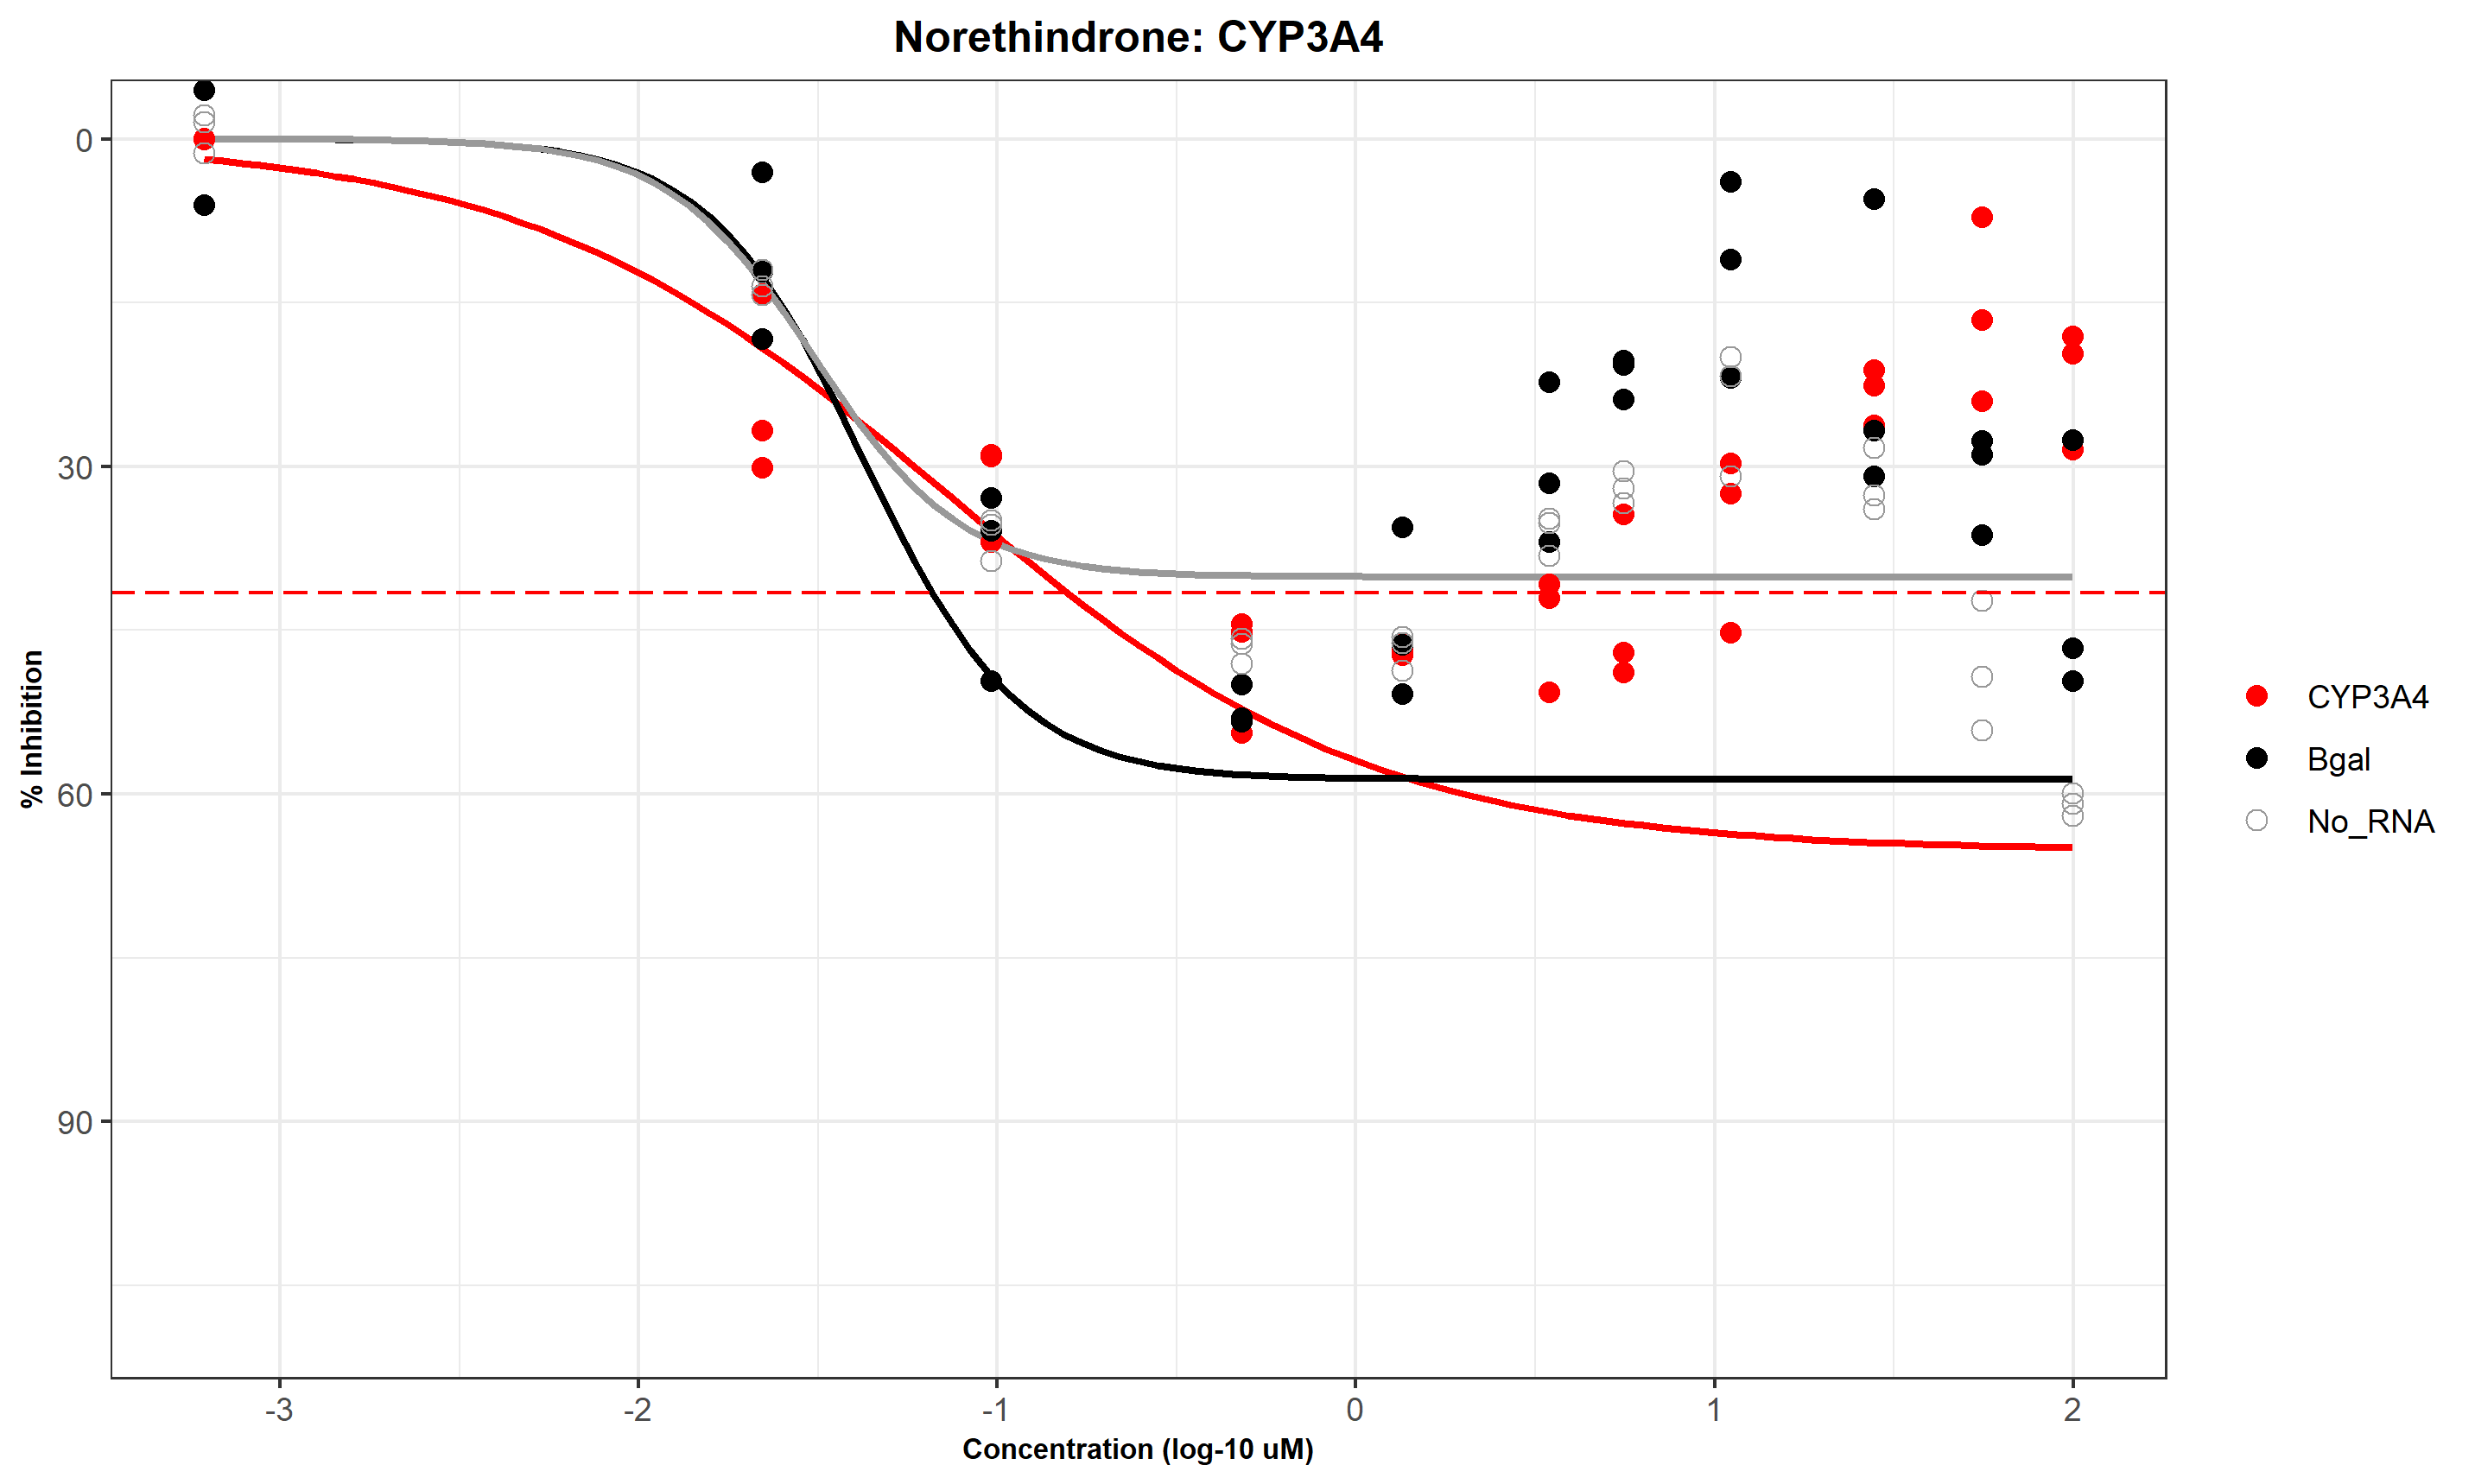 Norethindrone: CYP3A4
% Inhibition
0
30
60
90
-3
-2
-1
0
1
2
Concentration (log-10 uM)
CYP3A4
Bgal
No_RNA